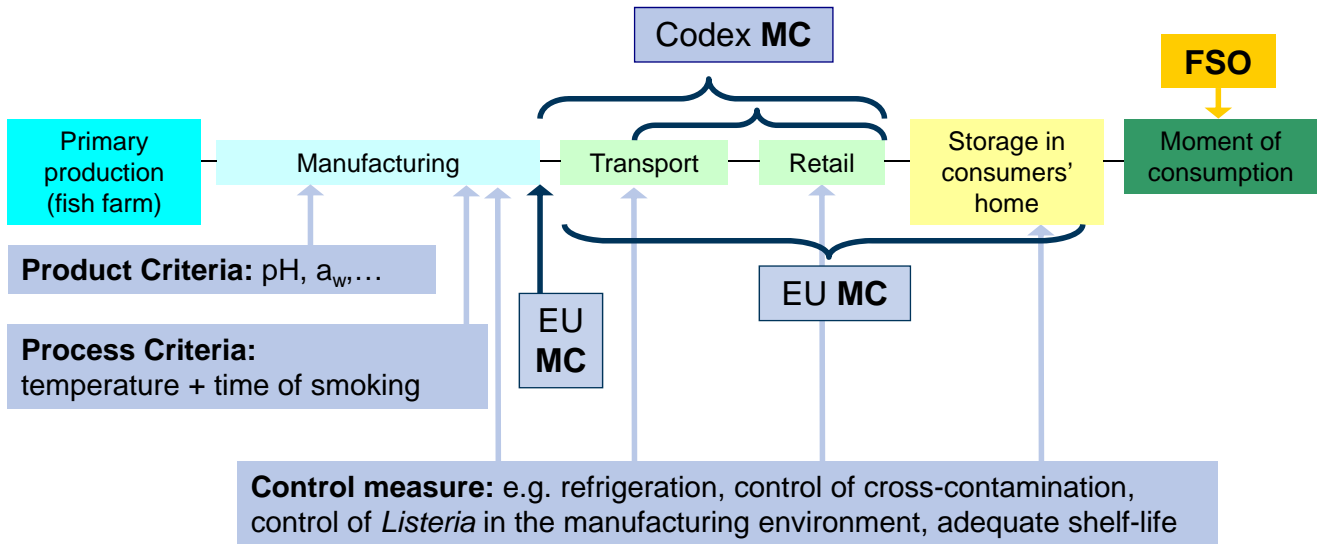 Codex MC
FSO
Primary
production
(fish farm)
Manufacturing
Transport
Retail
Storage in
consumers’
home
Moment of
consumption
Product Criteria: pH, aw,…
EU
MC
EU MC
Process Criteria:
temperature + time of smoking
Control measure: e.g. refrigeration, control of cross-contamination,
control of Listeria in the manufacturing environment, adequate shelf-life